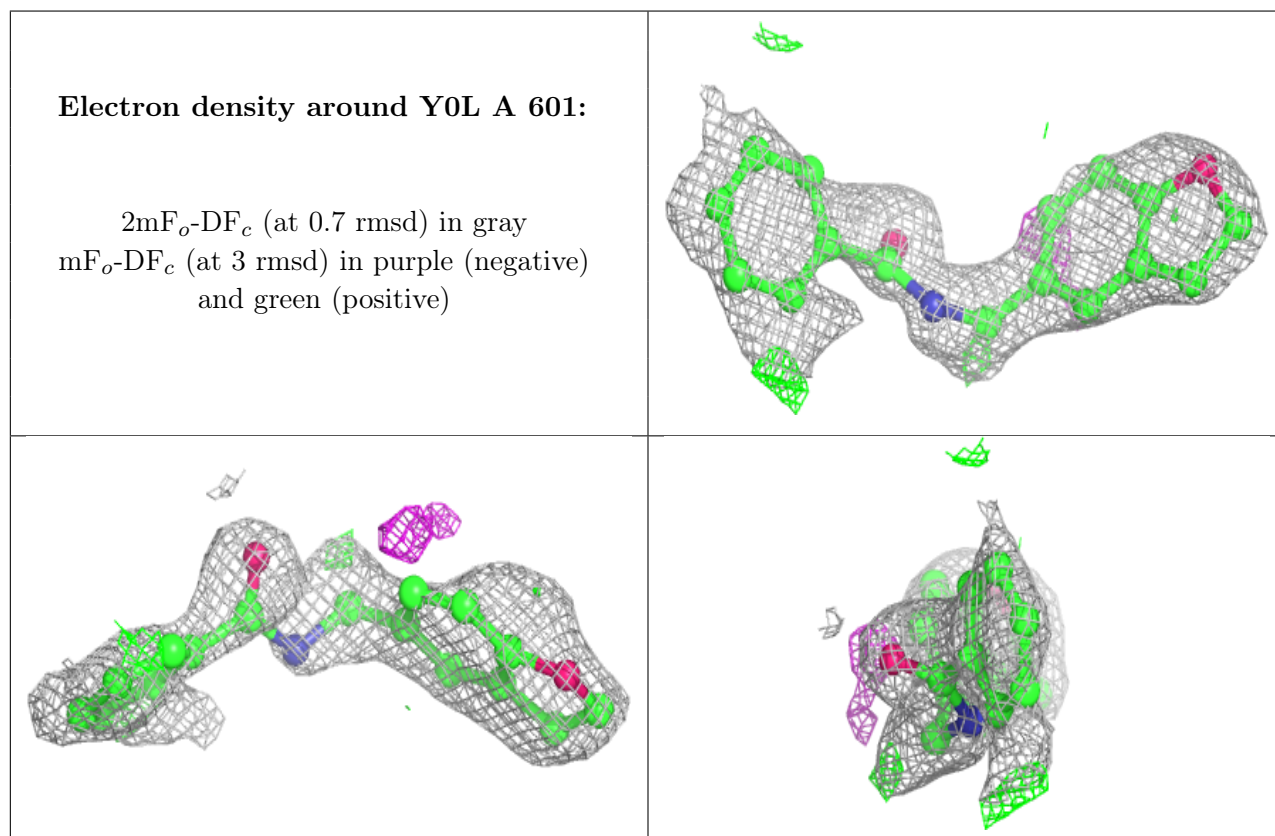 Electron density around Y0L A 601:
2mFo-DFc (at 0.7 rmsd) in gray
mFo-DFc (at 3 rmsd) in purple (negative)
and green (positive)